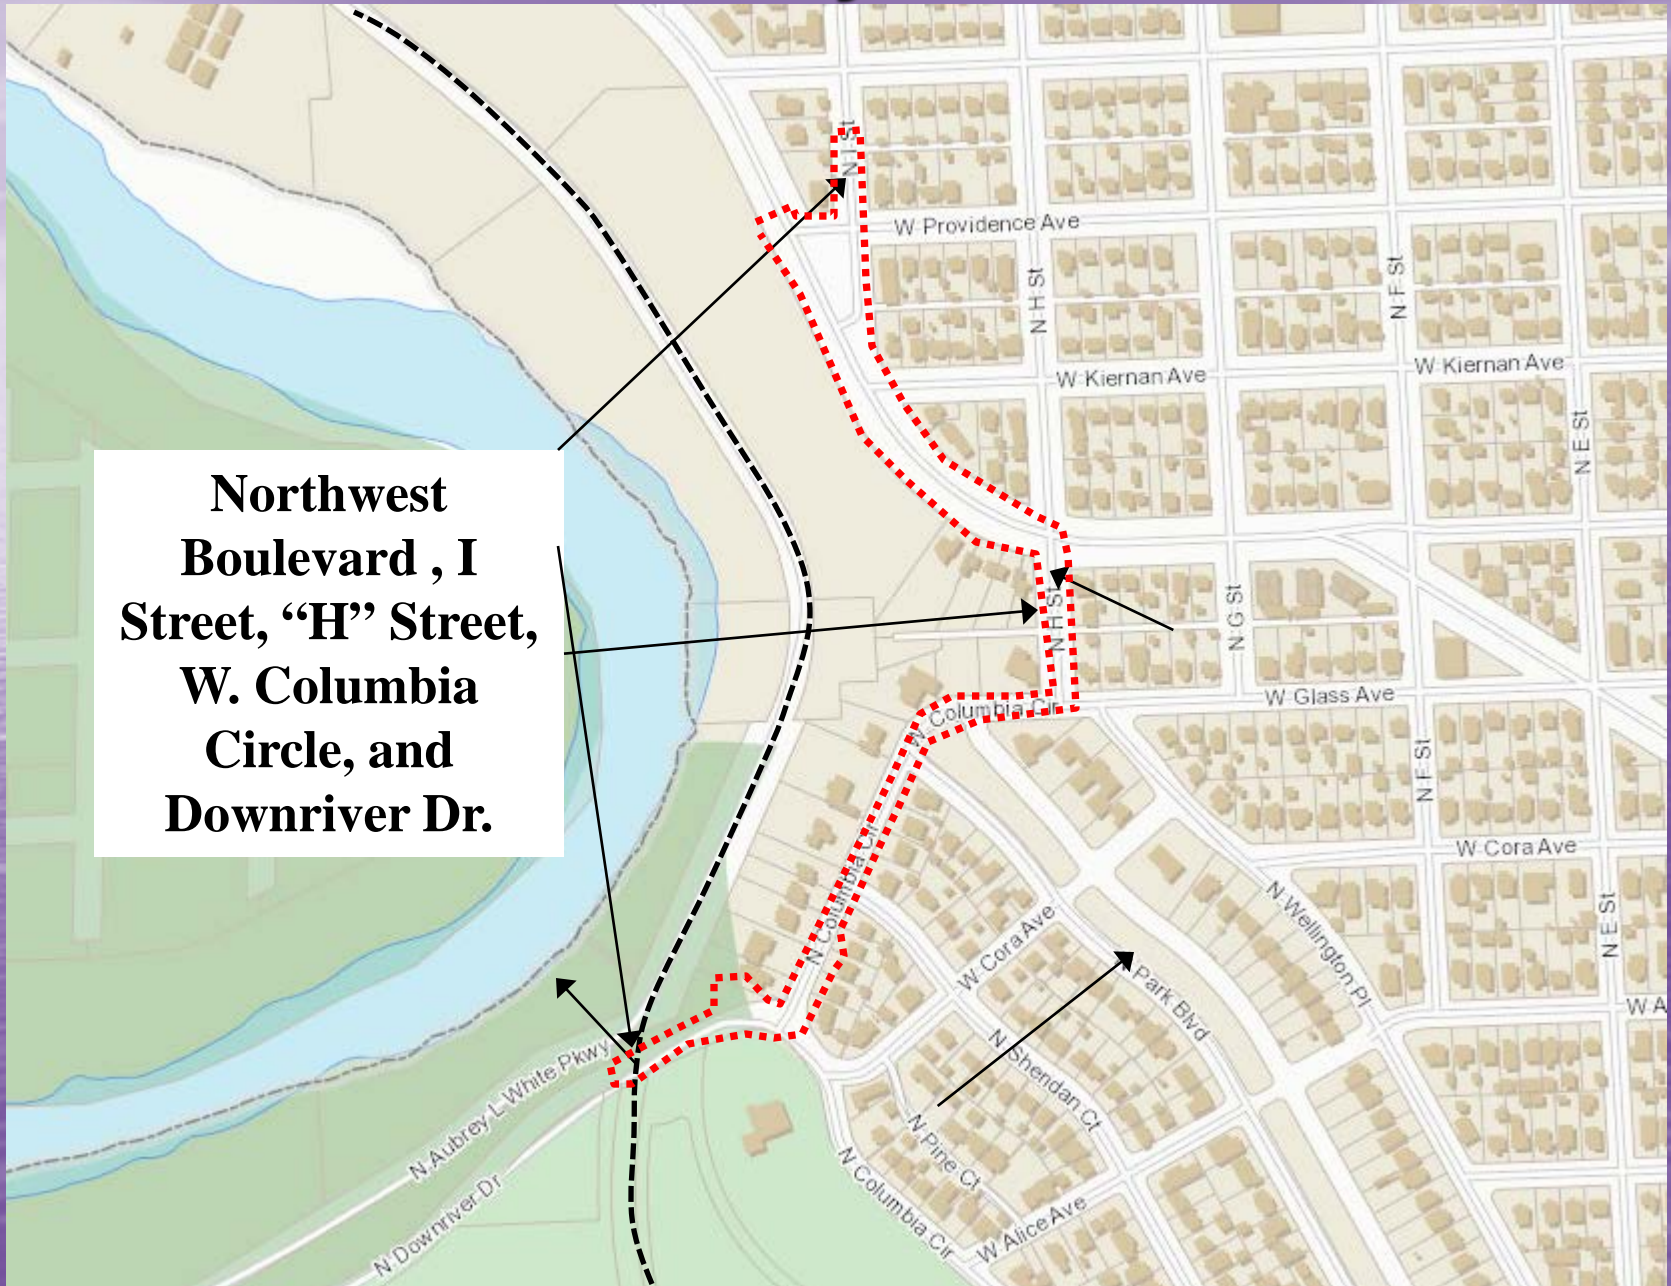 N I St
W Providence Ave
N H St
N F St
W Kiernan Ave
W Kiernan Ave
N E St
Northwest
Boulevard , I
Street, “H” Street,
W. Columbia
Circle, and
Downriver Dr.
N H St
N G St
W Glass Ave
W Columbia Cir
N F St
W Cora Ave
N Columbia Cir
N Wellington Pl
N E St
W Cora Ave
Park Blvd
W A
N Sheridan Ct
N Aubrey L White Pkwy
N Pine Ct
N Downriver Dr
N Columbia Cir
W Alice Ave